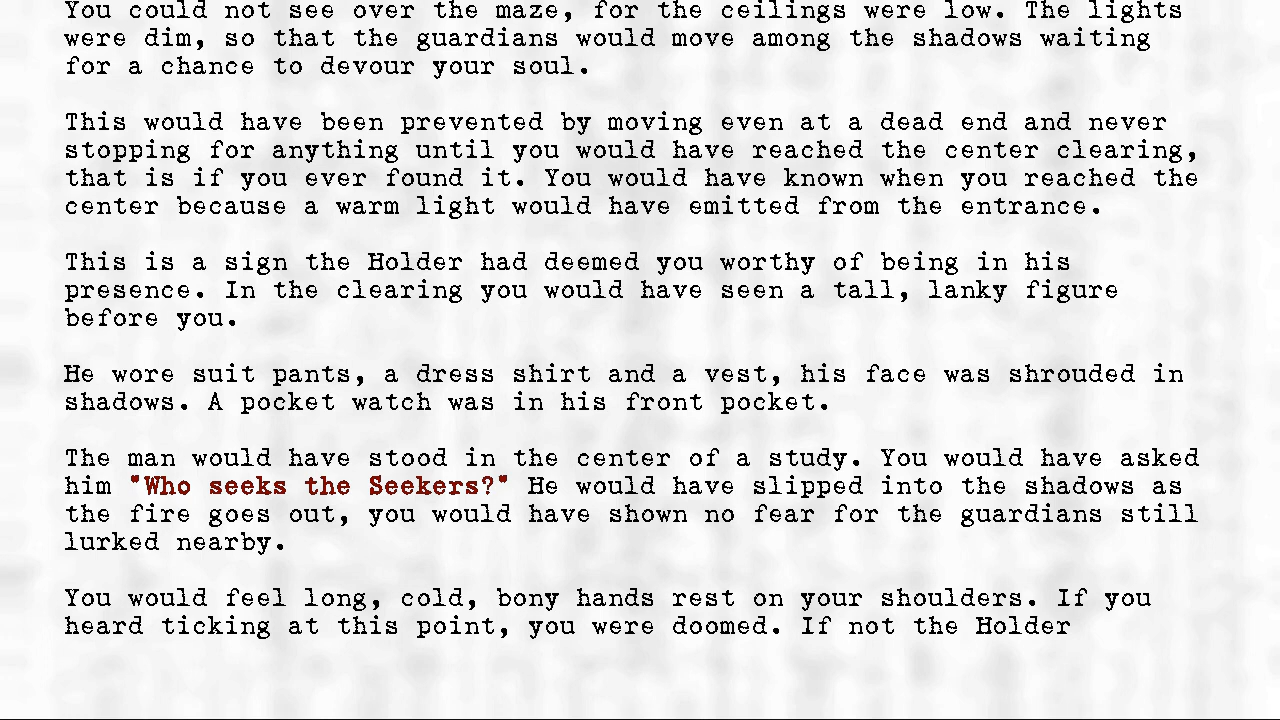 You could not see over the maze, for the ceilings were low. The lights
were dim, so that the guardians would move among the shadows waiting
for a chance to devour your soul.
This would have been prevented by moving even at a dead end and never
stopping for anything until you would have reached the center clearing,
that is if you ever found it. You would have known when you reached the
center because a warm light would have emitted from the entrance.
This is a sign the Holder had deemed you worthy of being in his
presence. In the clearing you would have seen a tall, lanky figure
before you.
He wore suit pants, a dress shirt and a vest, his face was shrouded in
shadows. A pocket watch was in his front pocket.
The man would have stood in the center of a study. You would have asked
him "Who seeks the Seekers?" He would have slipped into the shadows as
the fire goes out, you would have shown no fear for the guardians still
lurked nearby.
You would feel long, cold, bony hands rest on your shoulders. If you
heard ticking at this point, you were doomed. If not the Holder